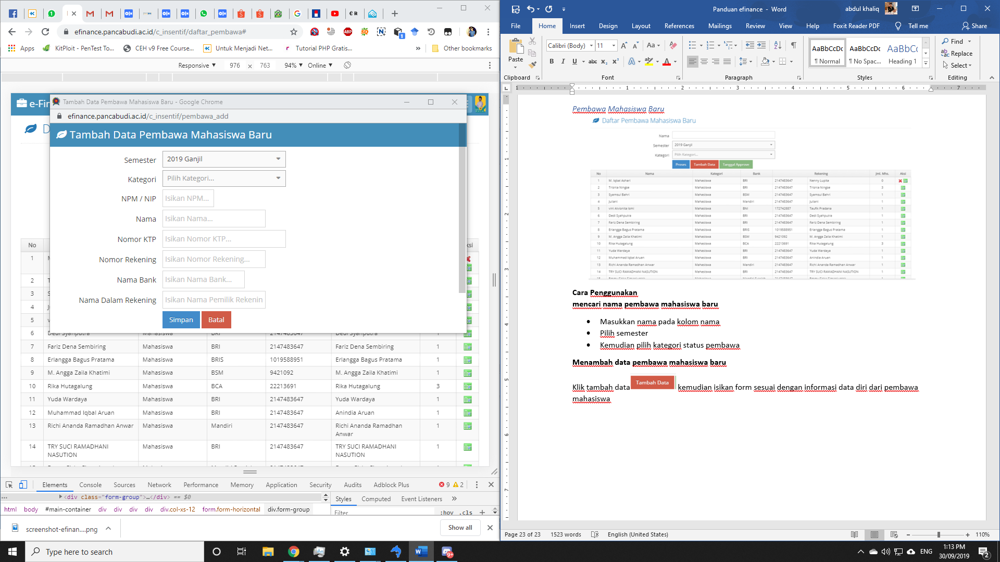 efinance.pancabudi.ac.id/c_insentif/daftar_pembawa#
Apps
KitPloit - PenTest To...
CEH v9 Free Course...
Untuk Menjadi Net...
Tutorial PHP Gratis...
»
Other bookmarks
Responsive ▼
976 x 763
94% ▼
Online ▼
e-Fi
Tambah Data Pembawa Mahasiswa Baru - Google Chrome
efinance.pancabudi.ac.id/c_insentif/pembawa_add
Tambah Data Pembawa Mahasiswa Baru
Semester
2019 Ganjil
Kategori
Pilih Kategori...
NPM / NIP
Isikan NPM...
Nama
Isikan Nama...
Nomor KTP
Isikan Nomor KTP...
Nomor Rekening
Isikan Nomor Rekening...
Nama Bank
Isikan Nama Bank...
Nama Dalam Rekening
Isikan Nama Pemilik Rekenin
Simpan
Batal
No
ksi
1
2
3
4
5
6 Dedi Syahputra Mahasiswa BRI 2147483647 Dedi Syahputra 1
7 Fariz Dena Sembiring Mahasiswa BRI 2147483647 Fariz Dena Sembiring 1
8 Erlangga Bagus Pratama Mahasiswa BRIS 1019588951 Erlangga Bagus Pratama 1
9 M. Angga Zaila Khatimi Mahasiswa BSM 9421092 M. Angga Zaila Khatimi 1
10 Rika Hutagalung Mahasiswa BCA 22213691 Rika Hutagalung 3
11 Yuda Wardaya Mahasiswa BRI 2147483647 Yuda Wardaya 1
12 Muhammad Iqbal Aruan Mahasiswa BRI 2147483647 Anindia Aruan 1
13 Richi Ananda Ramadhan Anwar Mahasiswa Mandiri 2147483647 Richi Ananda Ramadhan Anwar 1
14 TRY SUCI RAMADHANI NASUTION Mahasiswa BRI 2147483647 TRY SUCI RAMADHANI NASUTION 1
Elements Console Sources Network Performance Memory Application Security Audits Adblock Plus
9 2
<div class="form-group">…</div> == $0
html body #main-container div div div div div.col-xs-12 form.form-horizontal div.form-group
Styles Computed Event Listeners »
Filter :hov .cls +
screenshot-efinan....png
Show all
Panduan efinance - Word
abdul khaliq
File Home Insert Design Layout References Mailings Review View Help Foxit Reader PDF Tell me Share
Paste
Clipboard
Calibri (Body) 11
B I U abc x₂ x²
Font
Paragraph
AaBbCcDc AaBbCcDc AaBbCc
¶ Normal ¶ No Spac... Heading 1
Styles
Find
Replace
Select
Editing
1 1 2 3 4 5 6 7
1
2
3
4
5
6
7
Pembawa Mahasiswa Baru
Daftar Pembawa Mahasiswa Baru
Nama
Semester 2019 Ganjil
Kategori Pilih Kategori...
Proses Tambah Data Tanggal Approve
No Nama Kategori Bank Rekening Jml. Mhs. Aksi
1 M. Iqbal Ashari Mahasiswa BRI 2147483647 Nenny Lupita 0
2 Trisnia Ningse Mahasiswa BRI 2147483647 Trisnia Ningse 3
3 Syamsul Bahri Mahasiswa BSM 2147483647 Syamsul Bahri 1
4 Juliani Mahasiswa Mandiri 2147483647 Juliani 1
5 vini Alvionita Ismi Mahasiswa BNI 172742887 Taufik Pradana 1
6 Dedi Syahputra Mahasiswa BRI 2147483647 Dedi Syahputra 1
7 Fariz Dena Sembiring Mahasiswa BRI 2147483647 Fariz Dena Sembiring 1
8 Erlangga Bagus Pratama Mahasiswa BRIS 1019588951 Erlangga Bagus Pratama 1
9 M. Angga Zaila Khatimi Mahasiswa BSM 9421092 M. Angga Zaila Khatimi 1
10 Rika Hutagalung Mahasiswa BCA 22213691 Rika Hutagalung 3
11 Yuda Wardaya Mahasiswa BRI 2147483647 Yuda Wardaya 1
12 Muhammad Iqbal Aruan Mahasiswa BRI 2147483647 Anindia Aruan 1
13 Richi Ananda Ramadhan Anwar Mahasiswa Mandiri 2147483647 Richi Ananda Ramadhan Anwar 1
14 TRY SUCI RAMADHANI NASUTION Mahasiswa BRI 2147483647 TRY SUCI RAMADHANI NASUTION 1
Cara Penggunakan
mencari nama pembawa mahasiswa baru
• Masukkan nama pada kolom nama
• Pilih semester
• Kemudian pilih kategori status pembawa
Menambah data pembawa mahasiswa baru
Klik tambah data Tambah Data kemudian isikan form sesuai dengan informasi data diri dari pembawa
mahasiswa
Page 23 of 23 1523 words English (United States) 110%
Type here to search
9+
ENG
1:13 PM
30/09/2019
2